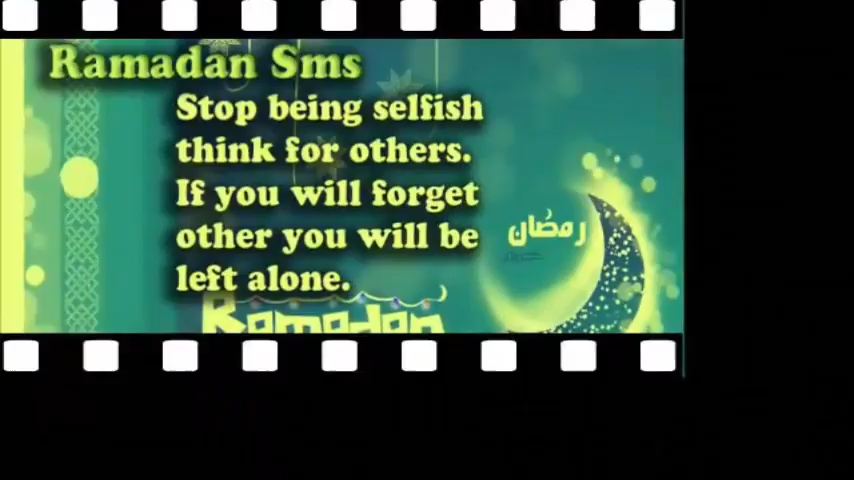 Ramadan Sms
Stop being selfish
think for others.
If you will forget
other you will be
left alone.
رمضان
Ramadan